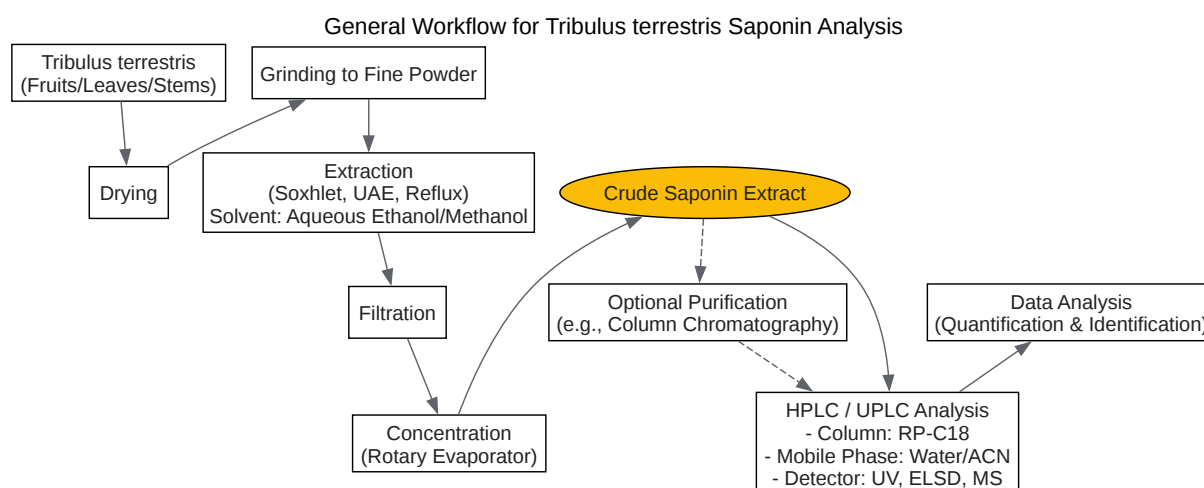 General Workflow for Tribulus terrestris Saponin Analysis
Tribulus terrestris
(Fruits/Leaves/Stems)
Drying
Grinding to Fine Powder
Extraction
(Soxhlet, UAE, Reflux)
Solvent: Aqueous Ethanol/Methanol
Filtration
Concentration
(Rotary Evaporator)
Crude Saponin Extract
Optional Purification
(e.g., Column Chromatography)
HPLC / UPLC Analysis
- Column: RP-C18
- Mobile Phase: Water/ACN
- Detector: UV, ELSD, MS
Data Analysis
(Quantification & Identification)